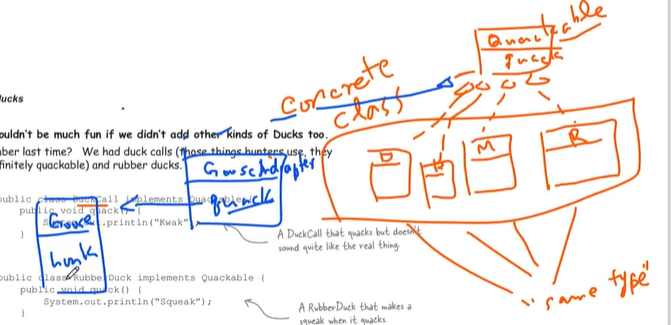 Quackable
quack
Concrete
class
D
M
R
lucks
ouldn't be much fun if we didn't add other kinds of Ducks too.
ber last time? We had duck calls (those things hunters use, they
finitely quackable) and rubber ducks.
GooseAdapter
quack
public class DuckCall implements Quackable {
public void quack() {
.println("Kwak"
}
Goose
honk
A DuckCall that quacks but doesn't
sound quite like the real thing.
public class RubberDuck implements Quackable {
public void quack() {
System.out.println("Squeak");
}
A RubberDuck that makes a
squeak when it quacks.
"same type"